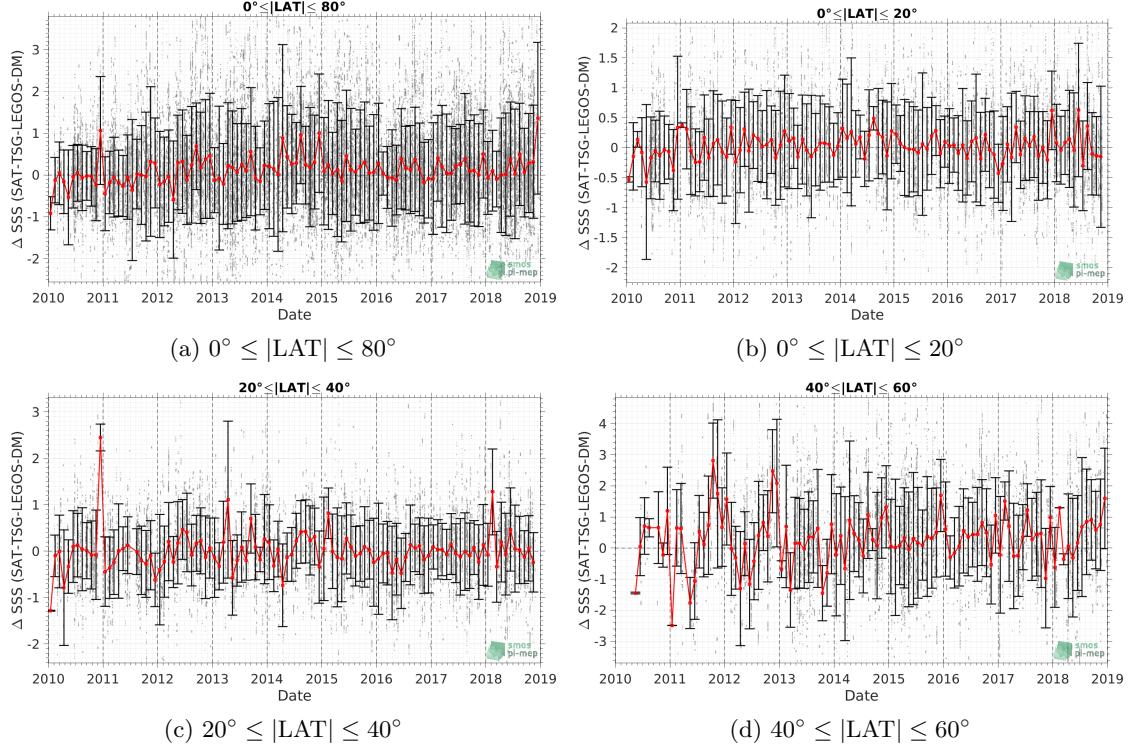 0°≤|LAT|≤ 80°
Δ SSS (SAT-TSG-LEGOS-DM)
3
2
1
0
-1
-2
smos
pi-mep
2010 2011 2012 2013 2014 2015 2016 2017 2018 2019
Date
(a) 0° ≤ |LAT| ≤ 80°
0°≤|LAT|≤ 20°
Δ SSS (SAT-TSG-LEGOS-DM)
2
1.5
1
0.5
0
-0.5
-1
-1.5
-2
smos
pi-mep
2010 2011 2012 2013 2014 2015 2016 2017 2018 2019
Date
(b) 0° ≤ |LAT| ≤ 20°
20°≤|LAT|≤ 40°
Δ SSS (SAT-TSG-LEGOS-DM)
3
2
1
0
-1
-2
smos
pi-mep
2010 2011 2012 2013 2014 2015 2016 2017 2018 2019
Date
(c) 20° ≤ |LAT| ≤ 40°
40°≤|LAT|≤ 60°
Δ SSS (SAT-TSG-LEGOS-DM)
4
3
2
1
0
-1
-2
-3
smos
pi-mep
2010 2011 2012 2013 2014 2015 2016 2017 2018 2019
Date
(d) 40° ≤ |LAT| ≤ 60°